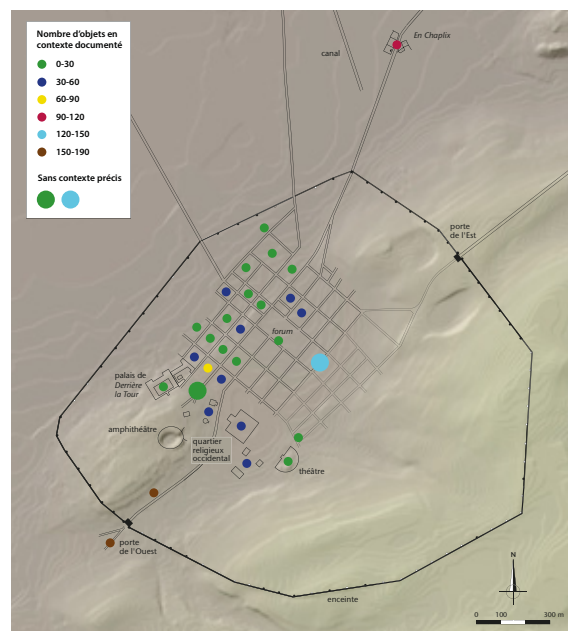 Nombre d'objets en
contexte documenté
0-30
30-60
60-90
90-120
120-150
150-190
Sans contexte précis
En Chaplix
canal
porte
de l'Est
forum
palais de
Derrière
la Tour
amphithéâtre
quartier
religieux
occidental
théâtre
porte
de l'Ouest
enceinte
N
0 100 300 m